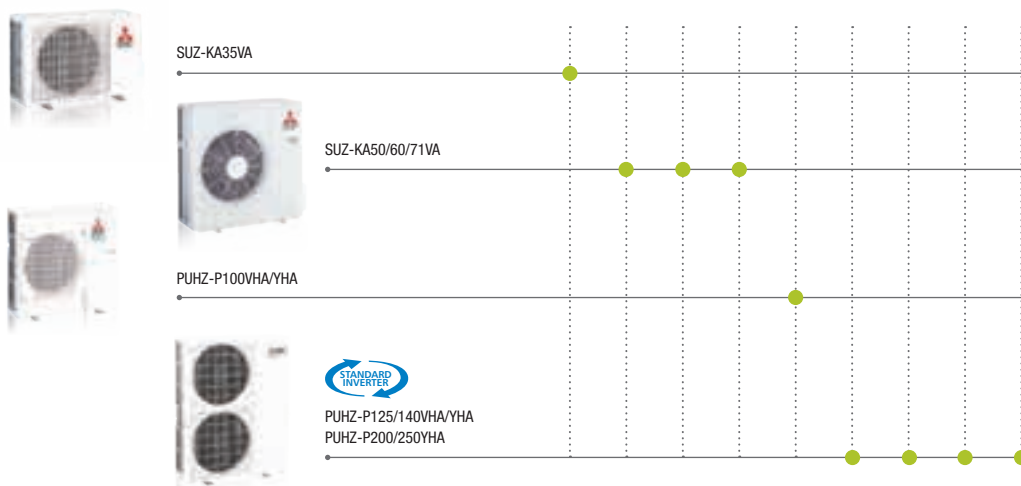 SUZ-KA35VA
SUZ-KA50/60/71VA
PUHZ-P100VHA/YHA
STANDARD
INVERTER
PUHZ-P125/140VHA/YHA
PUHZ-P200/250YHA